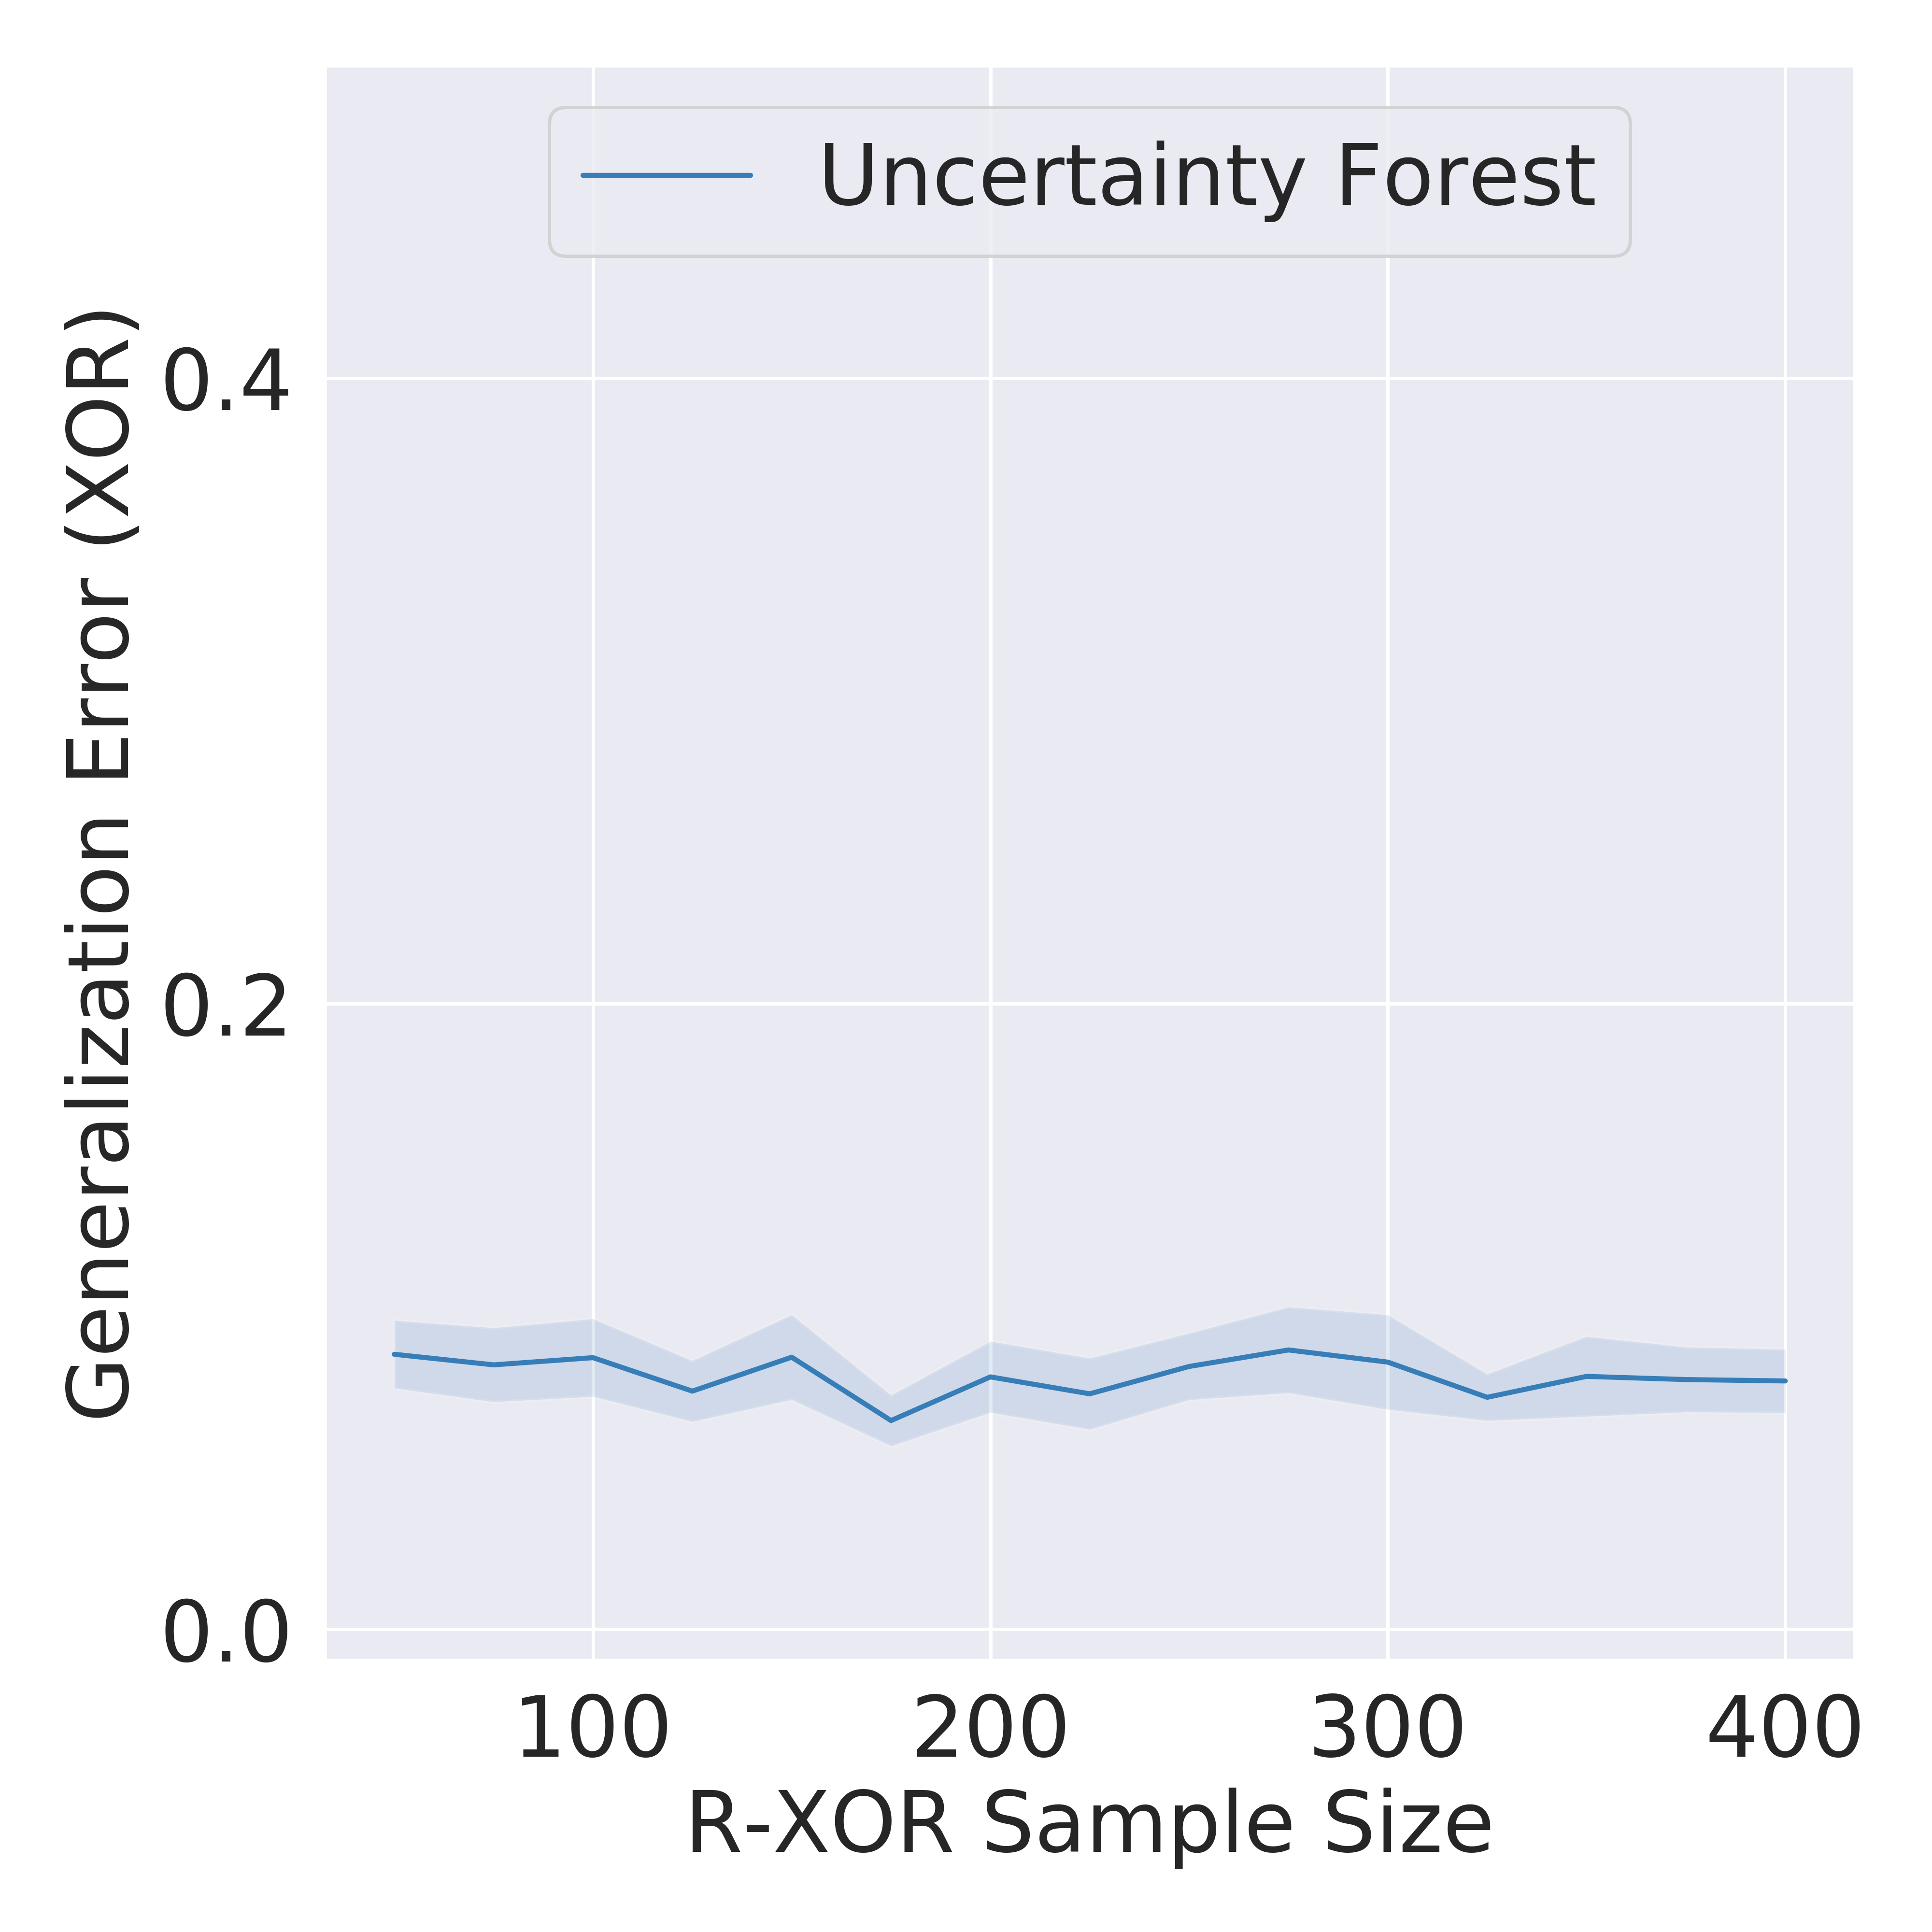 Uncertainty Forest
Generalization Error (XOR)
0.4
0.2
0.0
100 200 300 400
R-XOR Sample Size